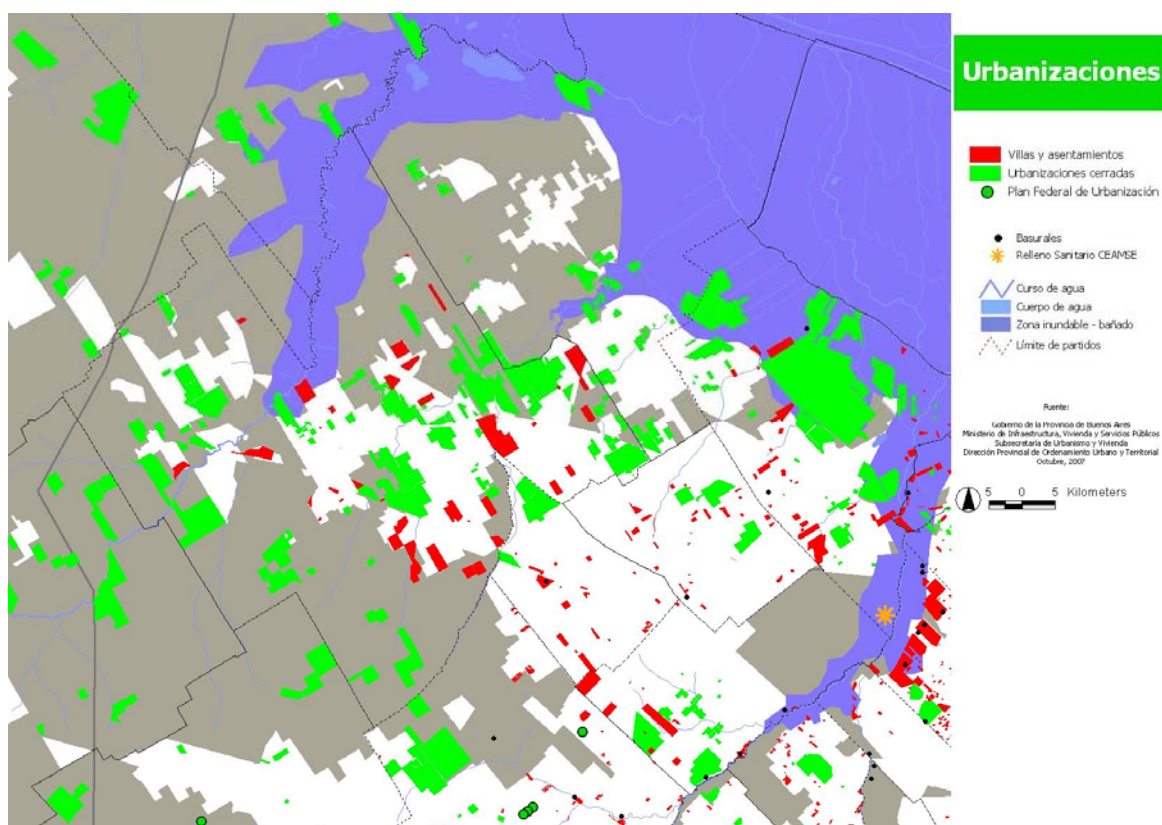 Urbanizaciones
Villas y asentamientos
Urbanizaciones cerradas
Plan Federal de Urbanización
Basurales
Relleno Sanitario CEAMSE
Curso de agua
Cuerpo de agua
Zona inundable - bañado
Límite de partidos
Fuente:
Gobierno de la Provincia de Buenos Aires
Ministerio de Infraestructura, Vivienda y Servicios Públicos
Subsecretaría de Urbanismo y Vivienda
Dirección Provincial de Ordenamiento Urbano y Territorial
Octubre, 2007
5 0 5 Kilometers